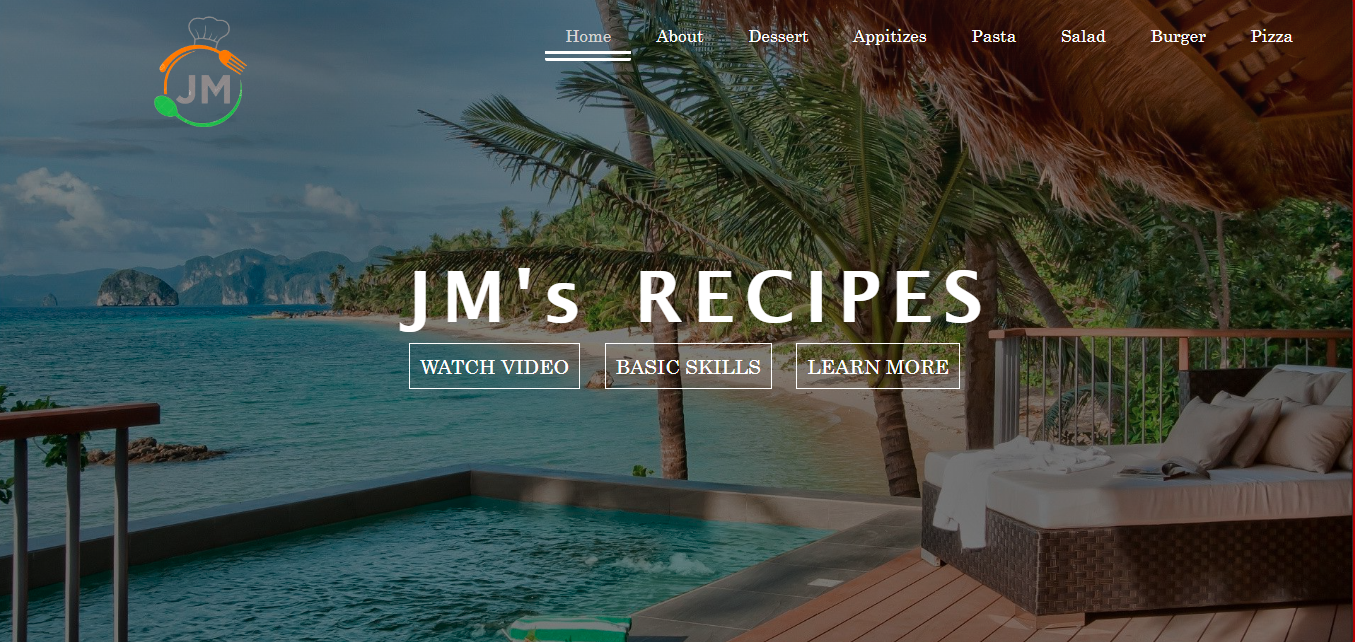 JM
Home About Dessert Appitizes Pasta Salad Burger Pizza
JM's RECIPES
WATCH VIDEO BASIC SKILLS LEARN MORE